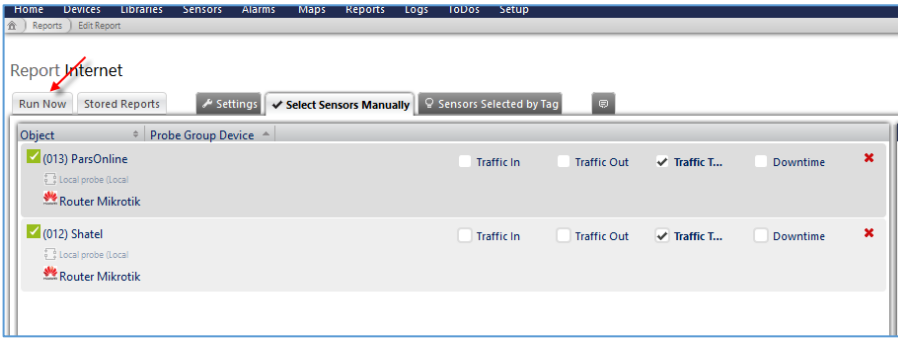 Home Devices Libraries Sensors Alarms Maps Reports Logs ToDos Setup
Reports Edit Report
Report Internet
Run Now Stored Reports Settings Select Sensors Manually Sensors Selected by Tag
Object Probe Group Device
(013) ParsOnline Traffic In Traffic Out Traffic T... Downtime
Local probe (Local
Router Mikrotik
(012) Shatel Traffic In Traffic Out Traffic T... Downtime
Local probe (Local
Router Mikrotik